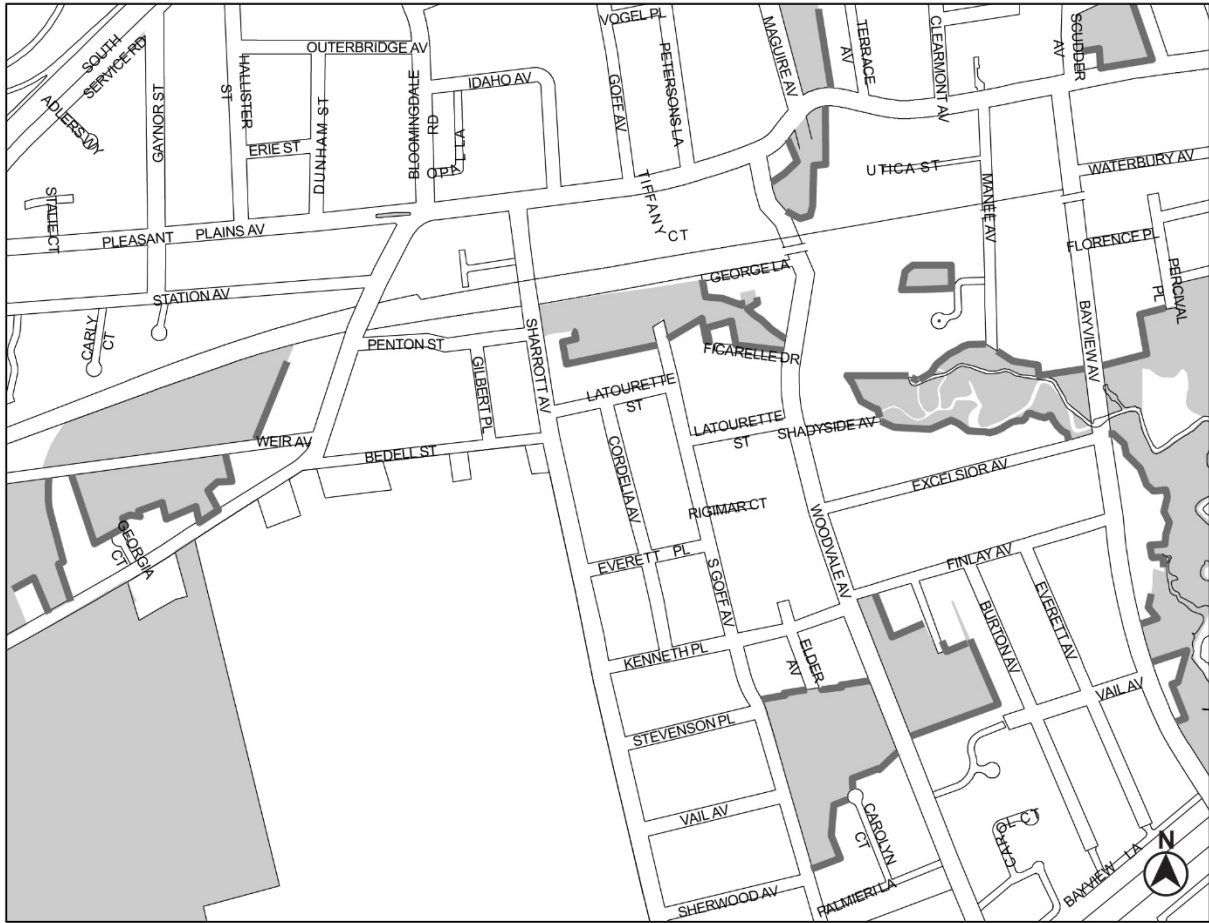 VOGEL PL
MAGUIRE AV
TERRACE AV
CLEARMONT AV
SCUDDER AV
SOUTH SERVICE RD
OUTERBRIDGE AV
HALLISTER ST
BLOOMINGDALE RD
IDAHO AV
GOFF AV
PETERSONS LA
ADLERS WY
GAYNOR ST
DUNHAM ST
ERIE ST
OPAL LA
UTICA ST
WATERBURY AV
MANEE AV
STALIE CT
TIFFANY CT
PLEASANT PLAINS AV
FLORENCE PL
PERCIVAL PL
GEORGE LA
STATION AV
CARLY CT
SHARROTT AV
PENTON ST
GILBERT PL
FICARELLE DR
BAYVIEW AV
LATOURETTE ST
LATOURETTE ST
SHADYSIDE AV
WEIR AV
BEDELL ST
CORDELIA AV
EXCELSIOR AV
RIGIMAR CT
WOODVALE AV
GEORGIA CT
EVERETT PL
S GOFF AV
FINLAY AV
BURTON AV
EVERETT AV
KENNETH PL
ELDER AV
VAIL AV
STEVENSON PL
VAIL AV
CAROLYN CT
CAROL CT
BAYVIEW LA
PALMIERI LA
SHERWOOD AV
N